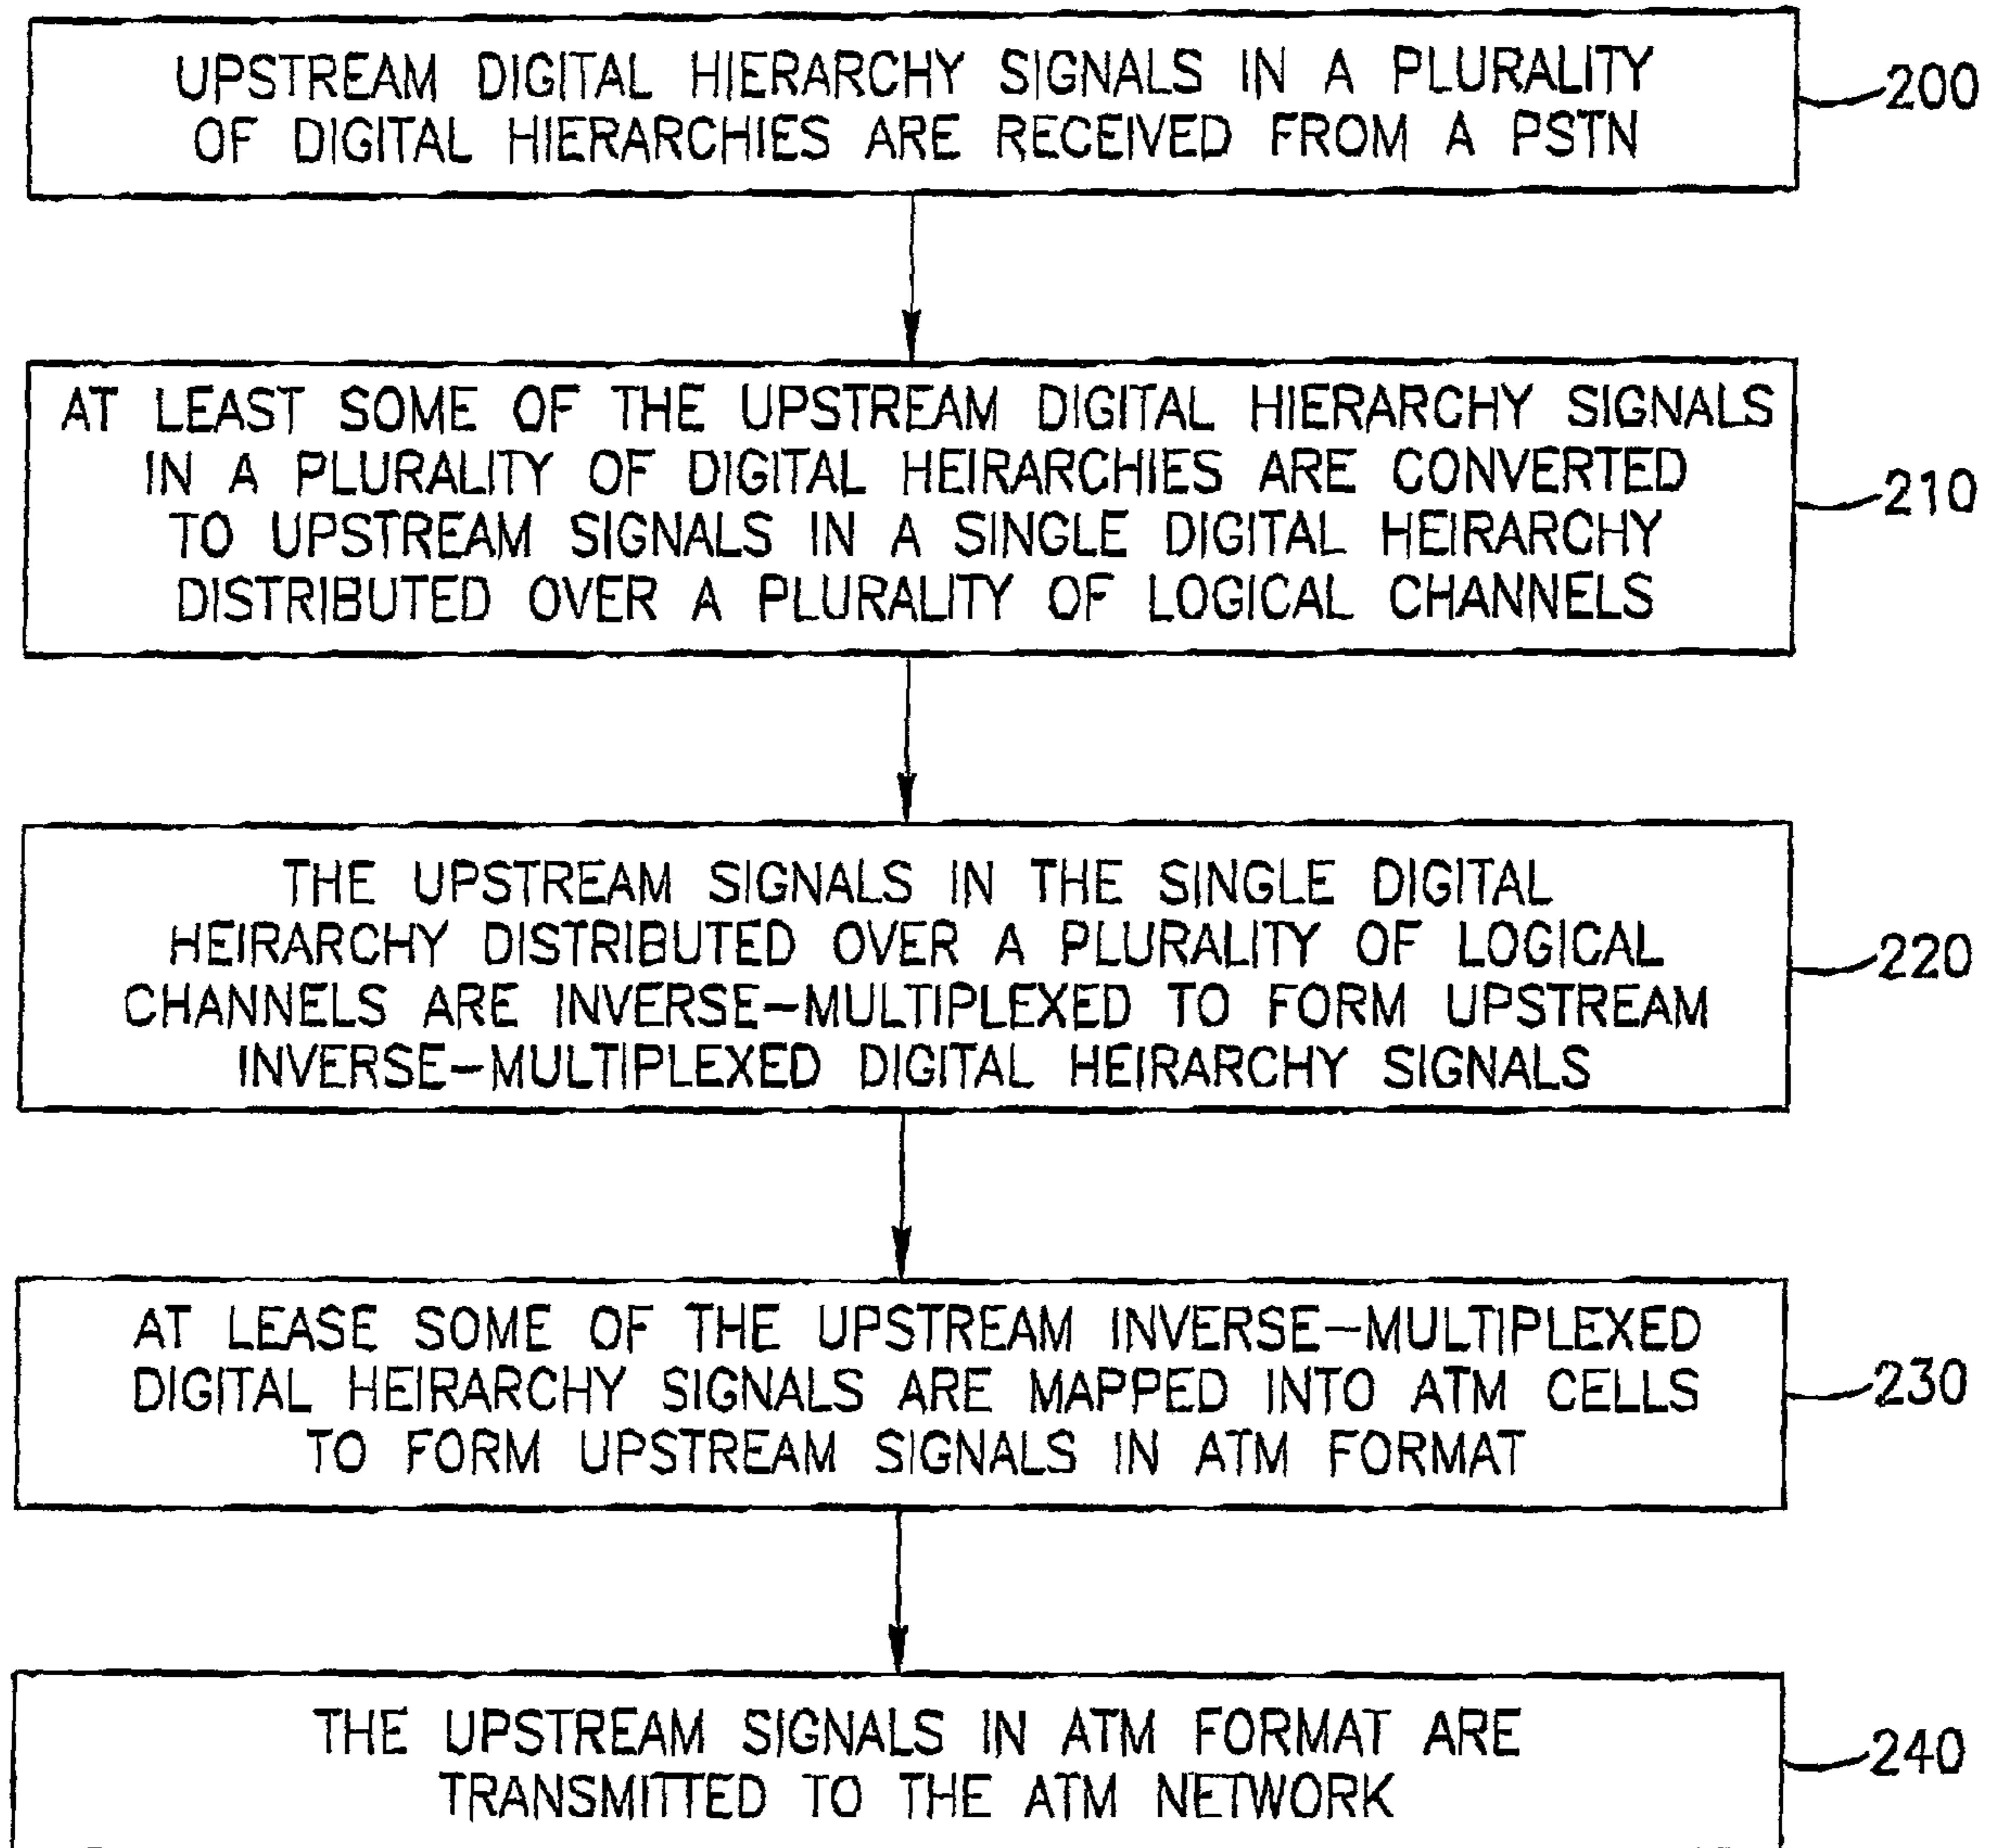 UPSTREAM DIGITAL HIERARCHY SIGNALS IN A PLURALITY
OF DIGITAL HIERARCHIES ARE RECEIVED FROM A PSTN
200
AT LEAST SOME OF THE UPSTREAM DIGITAL HIERARCHY SIGNALS
IN A PLURALITY OF DIGITAL HEIRARCHIES ARE CONVERTED
TO UPSTREAM SIGNALS IN A SINGLE DIGITAL HEIRARCHY
DISTRIBUTED OVER A PLURALITY OF LOGICAL CHANNELS
210
THE UPSTREAM SIGNALS IN THE SINGLE DIGITAL
HEIRARCHY DISTRIBUTED OVER A PLURALITY OF LOGICAL
CHANNELS ARE INVERSE-MULTIPLEXED TO FORM UPSTREAM
INVERSE-MULTIPLEXED DIGITAL HEIRARCHY SIGNALS
220
AT LEASE SOME OF THE UPSTREAM INVERSE-MULTIPLEXED
DIGITAL HEIRARCHY SIGNALS ARE MAPPED INTO ATM CELLS
TO FORM UPSTREAM SIGNALS IN ATM FORMAT
230
THE UPSTREAM SIGNALS IN ATM FORMAT ARE
TRANSMITTED TO THE ATM NETWORK
240